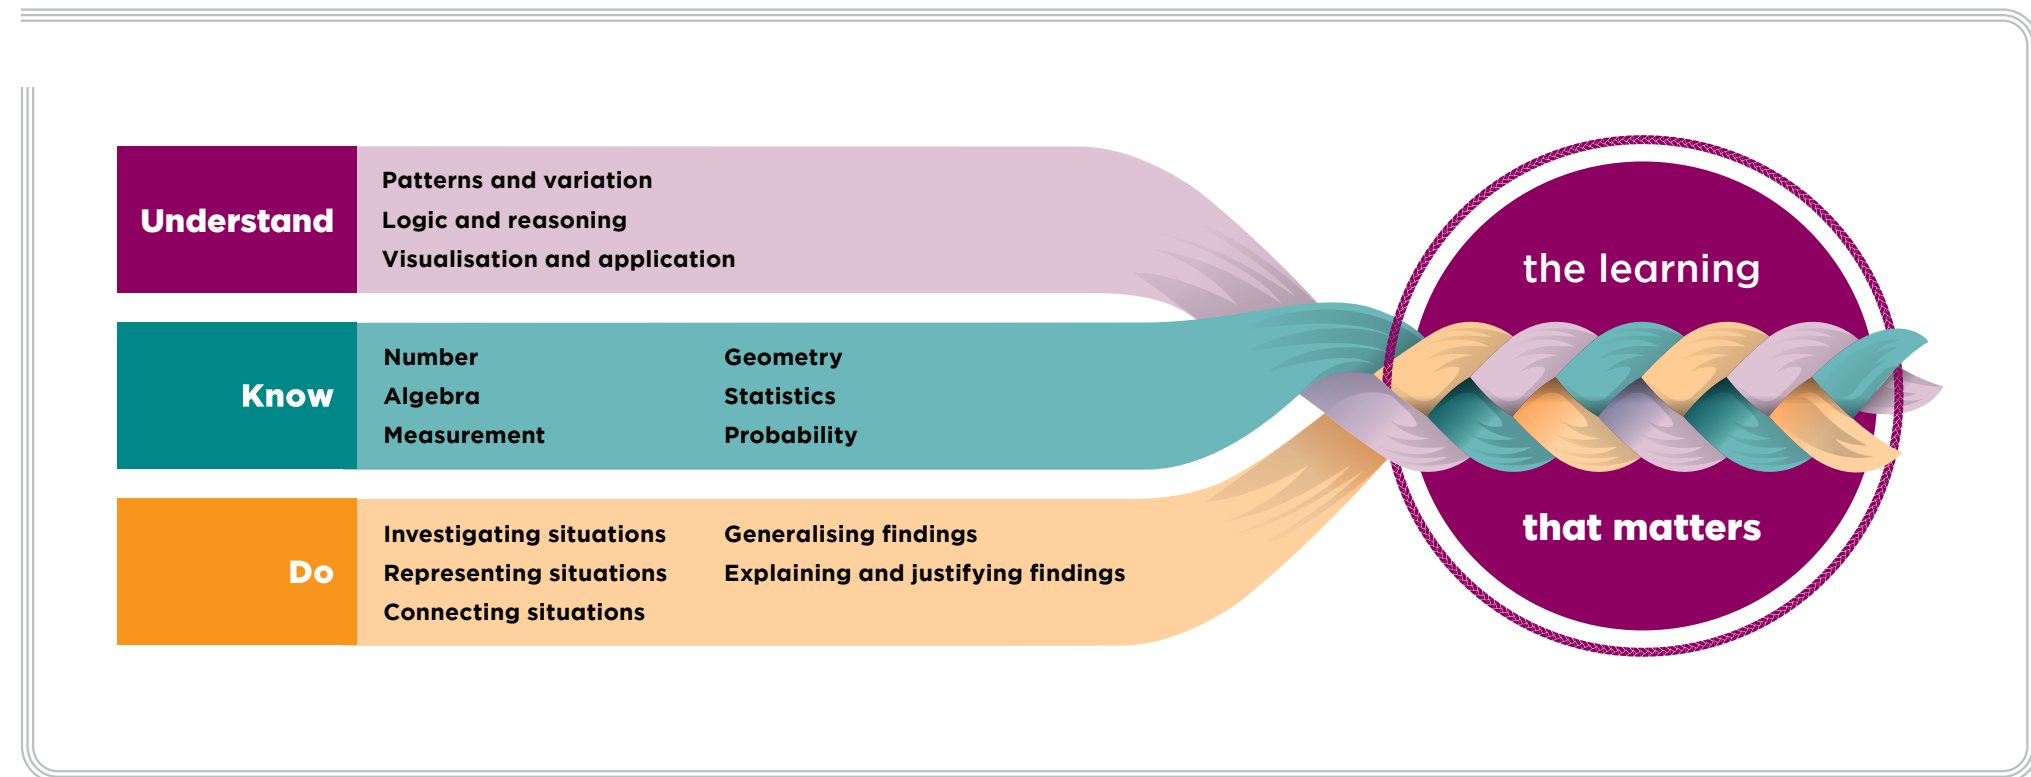 Understand
Patterns and variation
Logic and reasoning
Visualisation and application
Know
Number
Algebra
Measurement
Geometry
Statistics
Probability
Do
Investigating situations
Representing situations
Connecting situations
Generalising findings
Explaining and justifying findings
the learning
that matters